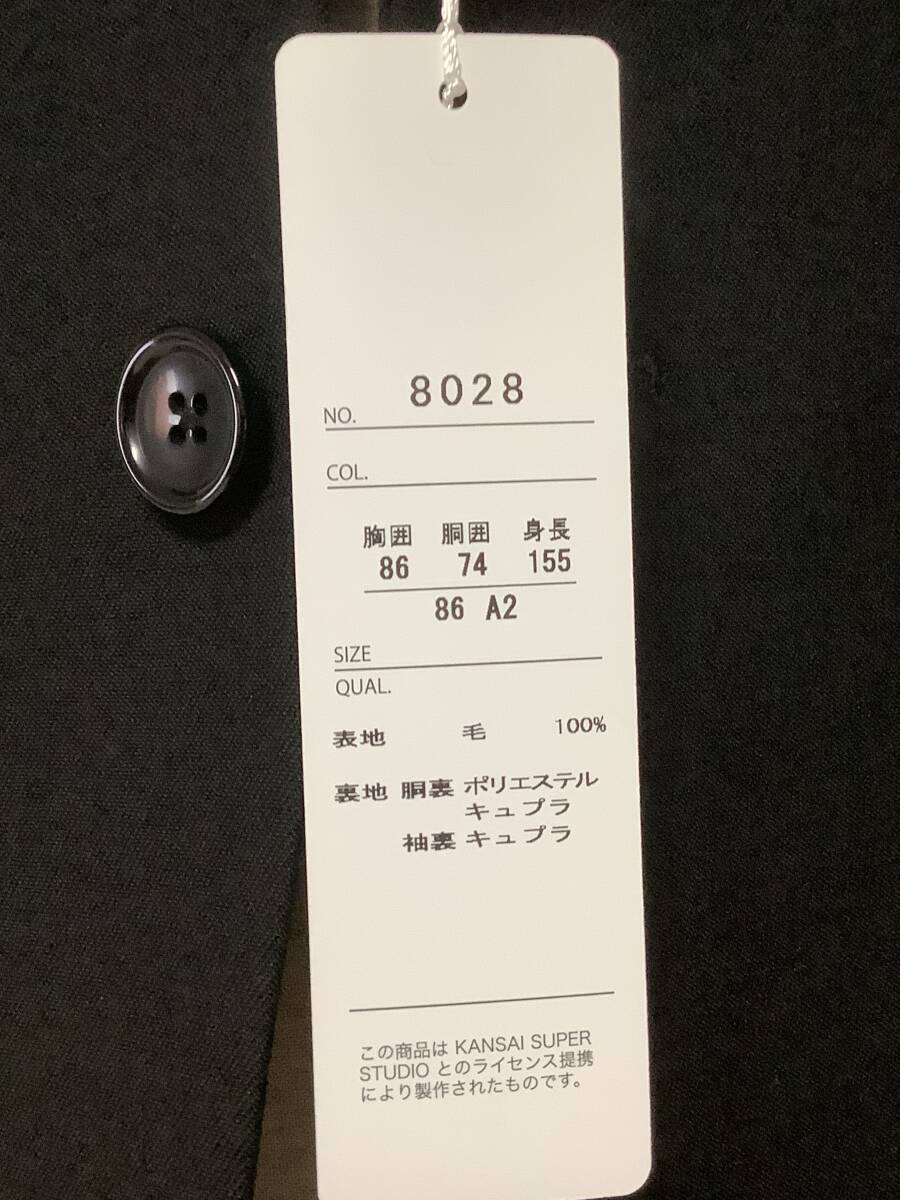 NO. 8028
COL.
胸囲 胴囲 身長
86 74 155
86 A2
SIZE
QUAL.
表地 毛 100%
裏地 胴裏 ポリエステル
キュプラ
袖裏 キュプラ
この商品は KANSAI SUPER
STUDIO とのライセンス提携
により製作されたものです。